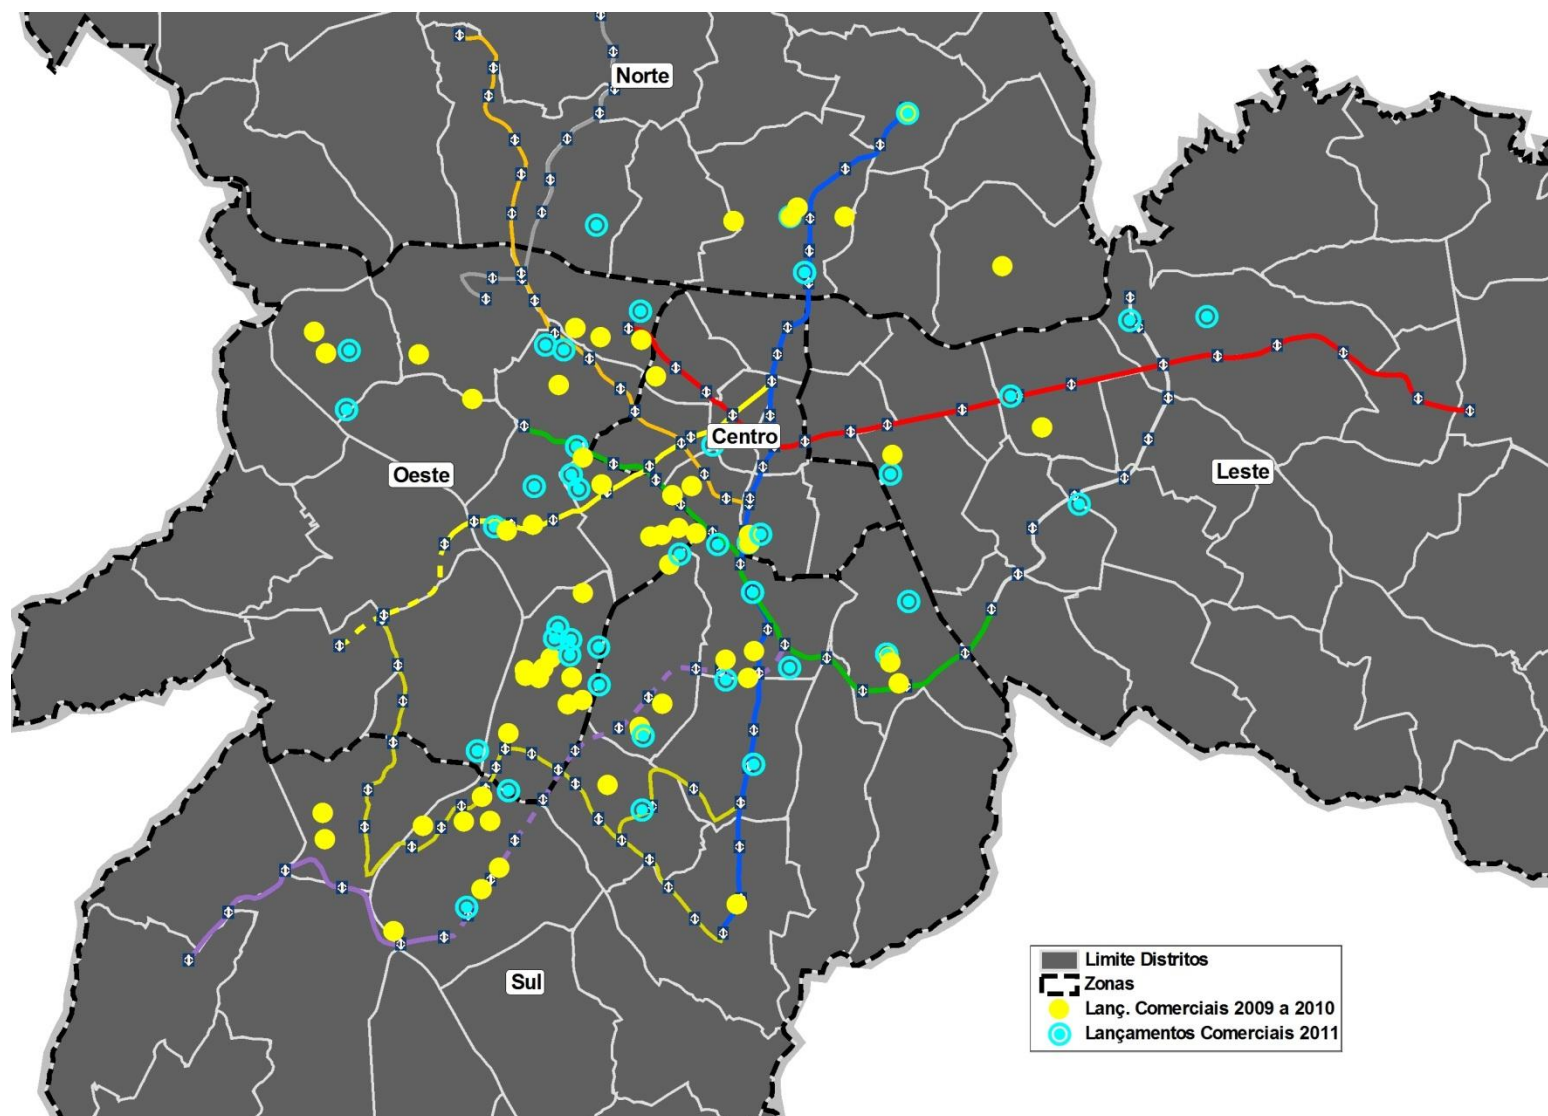 Norte
Centro
Oeste
Leste
Sul
Limite Distritos
Zonas
Lanç. Comerciais 2009 a 2010
Lançamentos Comerciais 2011